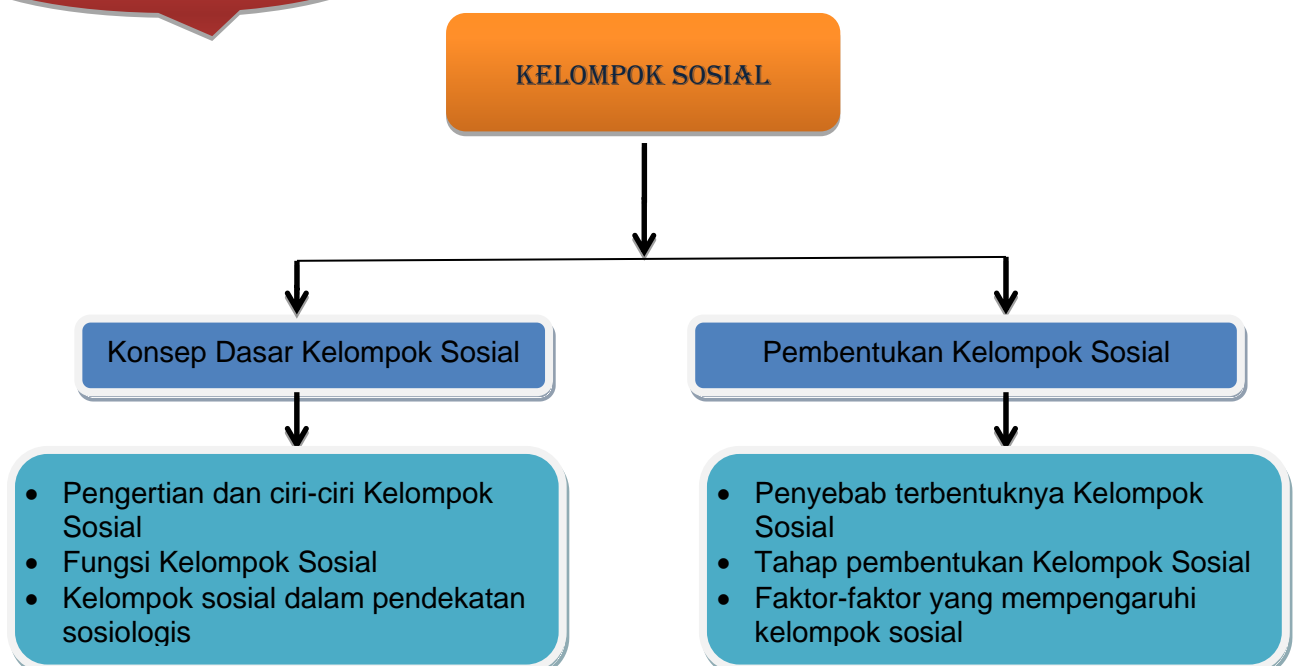 KELOMPOK SOSIAL
Konsep Dasar Kelompok Sosial
Pembentukan Kelompok Sosial
• Pengertian dan ciri-ciri Kelompok
Sosial
• Fungsi Kelompok Sosial
• Kelompok sosial dalam pendekatan
sosiologis
• Penyebab terbentuknya Kelompok
Sosial
• Tahap pembentukan Kelompok Sosial
• Faktor-faktor yang mempengaruhi
kelompok sosial